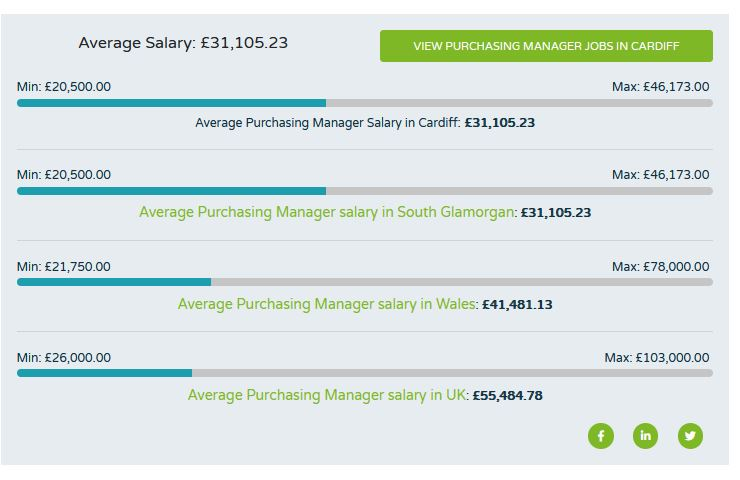 Average Salary: £31,105.23
VIEW PURCHASING MANAGER JOBS IN CARDIFF
Min: £20,500.00 Max: £46,173.00
Average Purchasing Manager Salary in Cardiff: £31,105.23
Min: £20,500.00 Max: £46,173.00
Average Purchasing Manager salary in South Glamorgan: £31,105.23
Min: £21,750.00 Max: £78,000.00
Average Purchasing Manager salary in Wales: £41,481.13
Min: £26,000.00 Max: £103,000.00
Average Purchasing Manager salary in UK: £55,484.78
f in